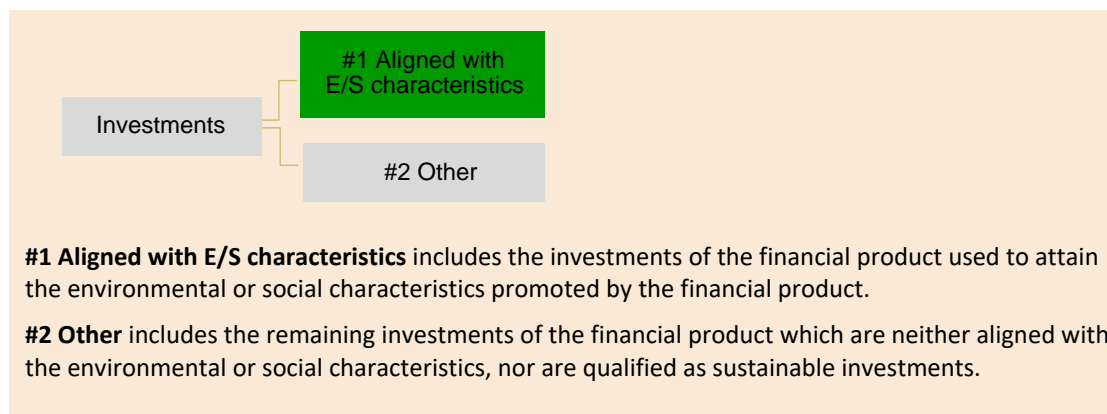 #1 Aligned with
E/S characteristics
Investments
#2 Other
#1 Aligned with E/S characteristics includes the investments of the financial product used to attain
the environmental or social characteristics promoted by the financial product.
#2 Other includes the remaining investments of the financial product which are neither aligned with
the environmental or social characteristics, nor are qualified as sustainable investments.